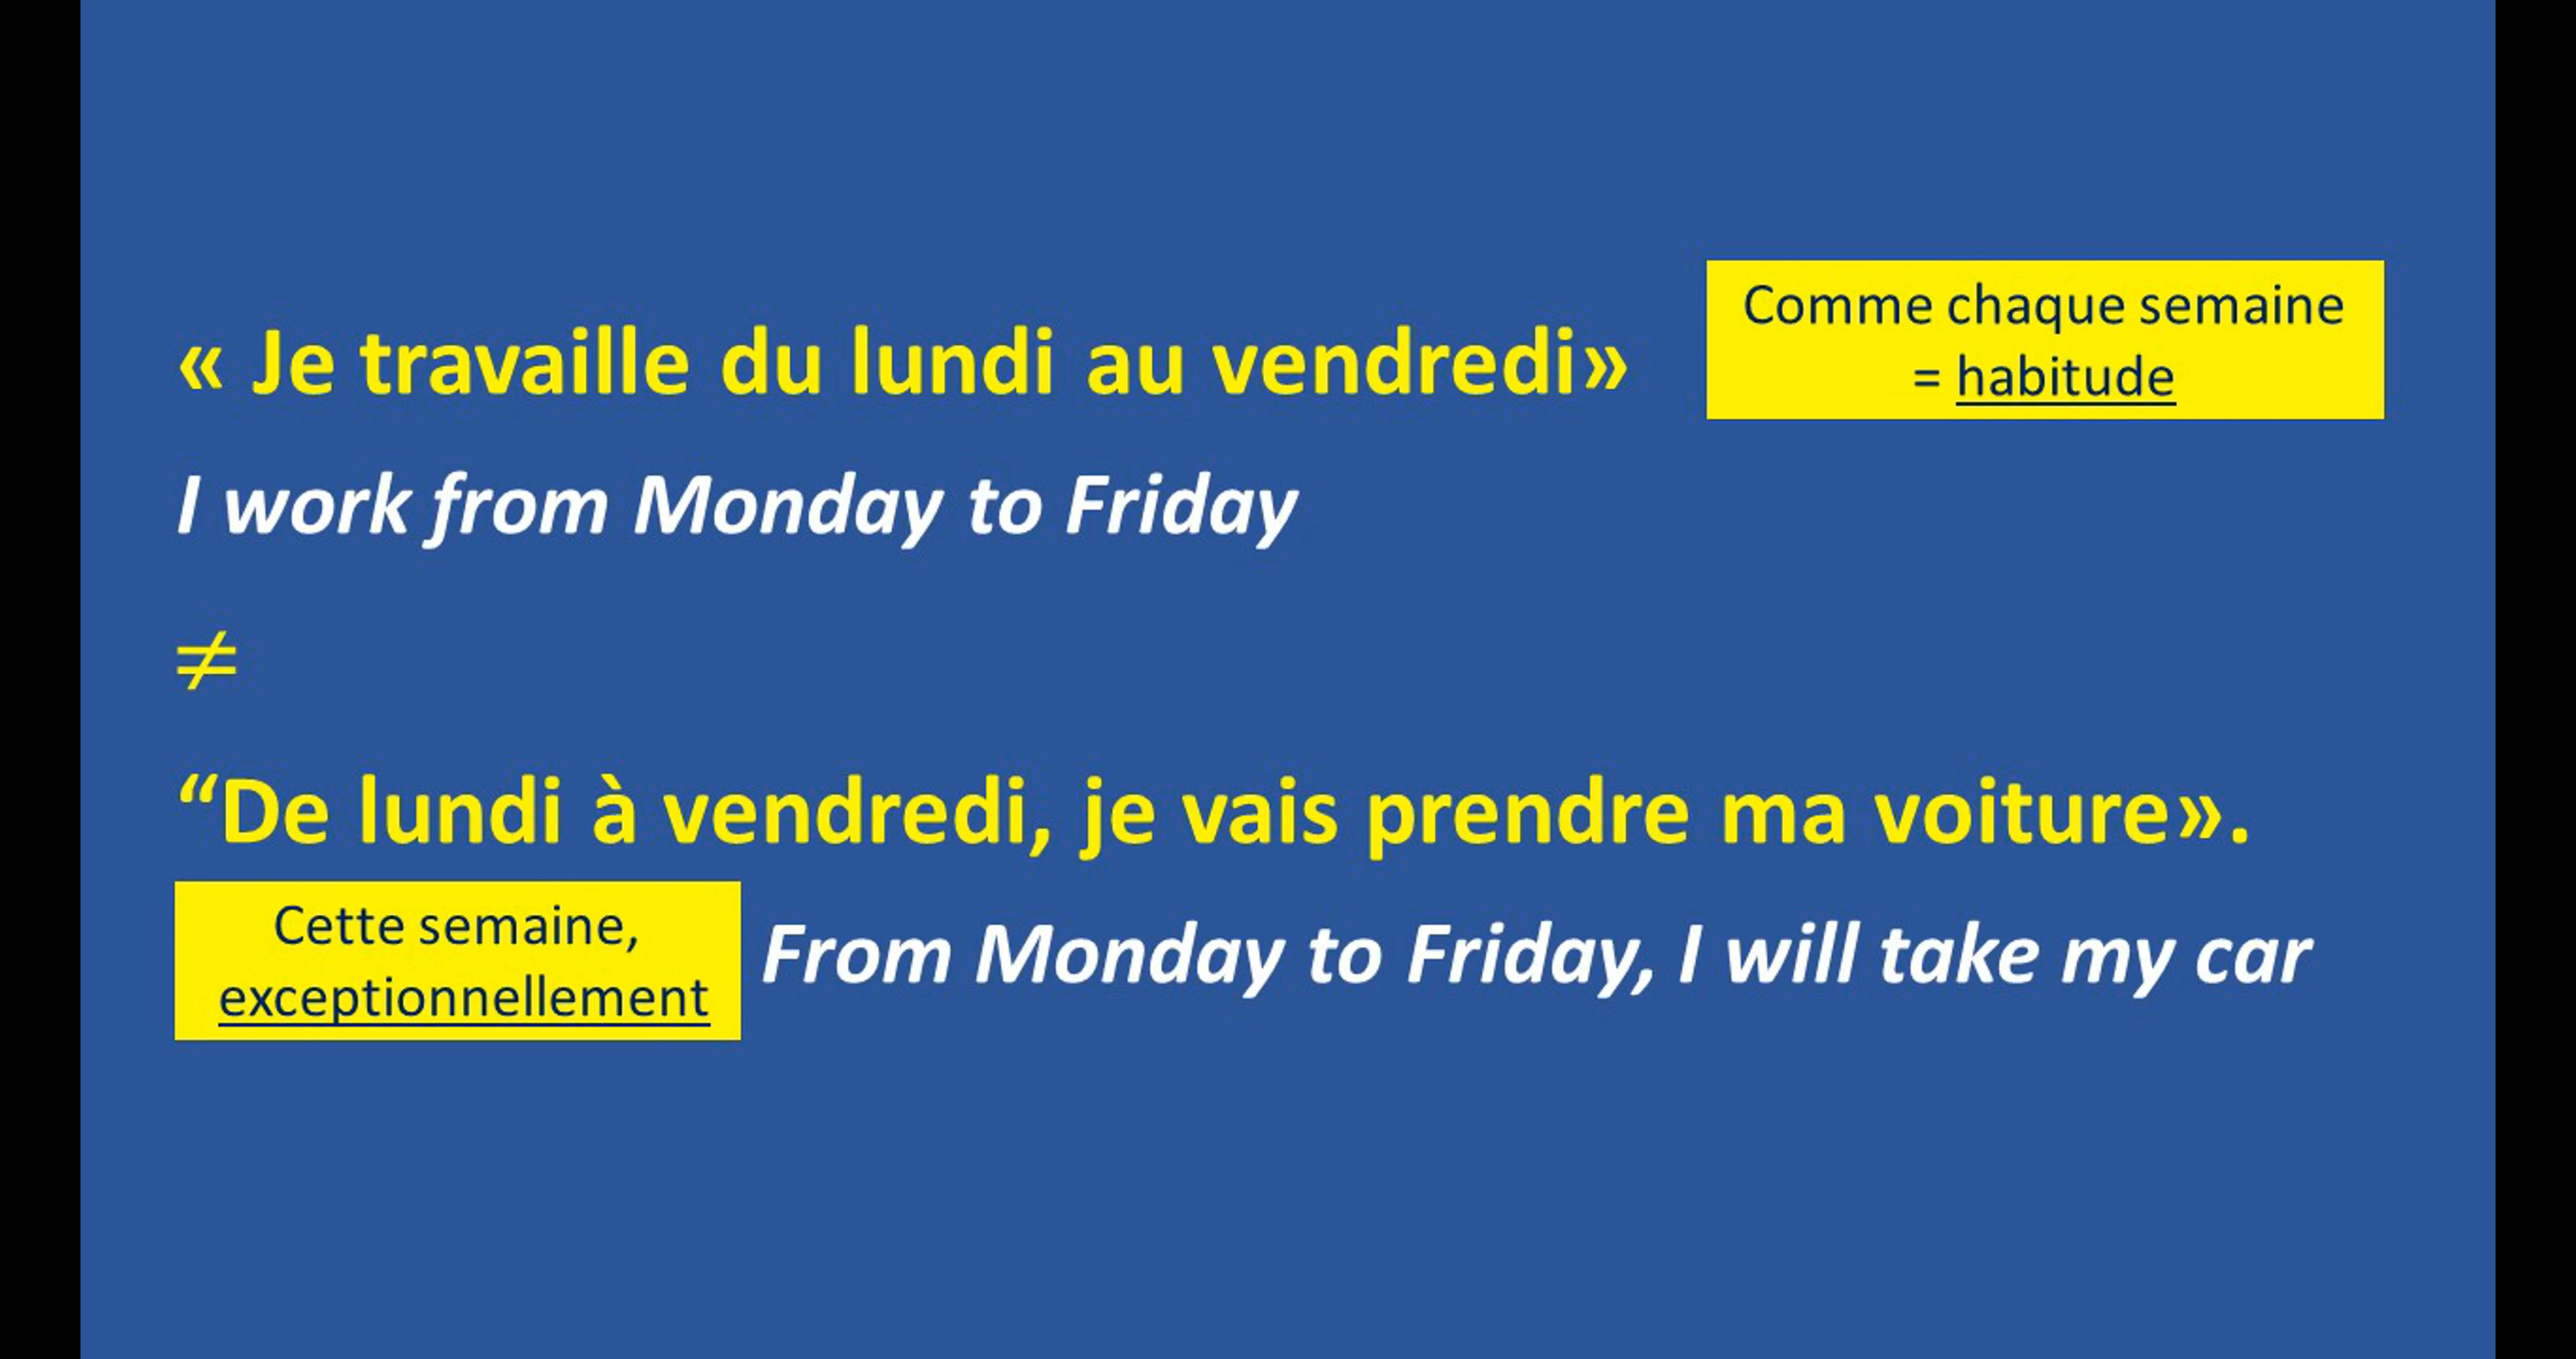 « Je travaille du lundi au vendredi»
Comme chaque semaine
= habitude
I work from Monday to Friday
≠
“De lundi à vendredi, je vais prendre ma voiture».
Cette semaine,
exceptionnellement
From Monday to Friday, I will take my car